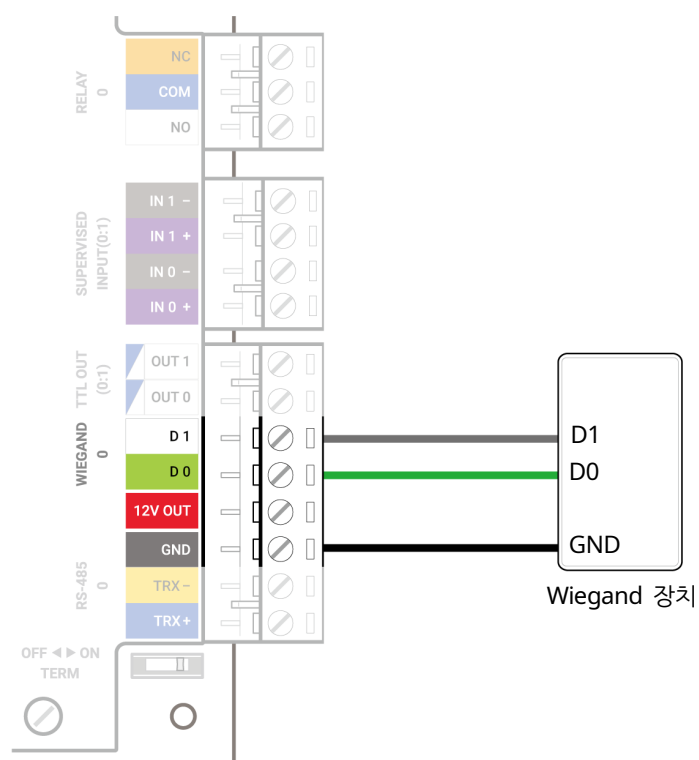 RELAY
0
NC
COM
NO
SUPERVISED
INPUT(0:1)
IN 1 −
IN 1 +
IN 0 −
IN 0 +
TTL OUT
(0:1)
OUT 1
OUT 0
WIEGAND
0
D 1
D 0
12V OUT
GND
D1
D0
GND
Wiegand 장치
RS-485
0
TRX −
TRX +
OFF ◀ ▶ ON
TERM